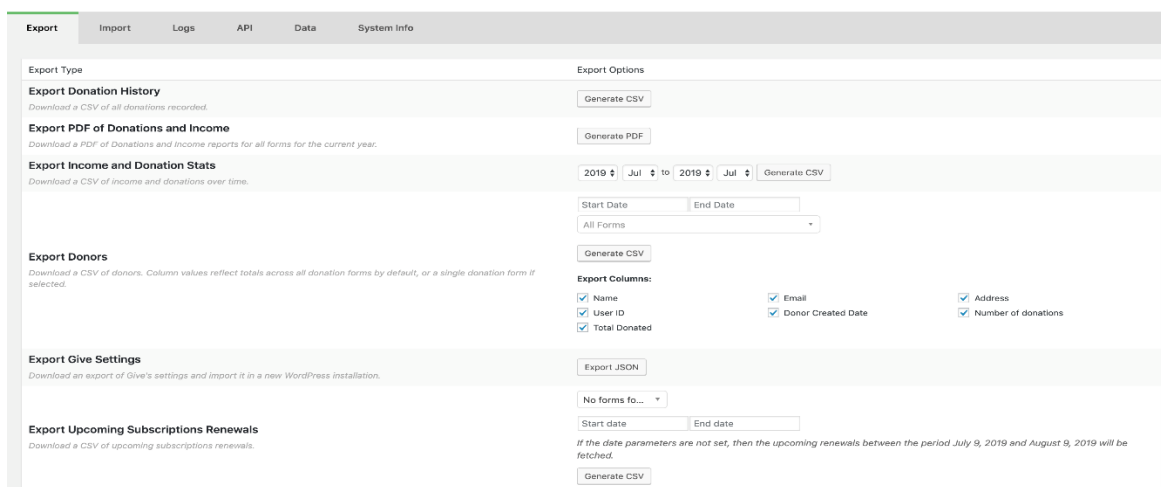 Export Import Logs API Data System Info
Export Type Export Options
Export Donation History
Download a CSV of all donations recorded.
Generate CSV
Export PDF of Donations and Income
Download a PDF of Donations and Income reports for all forms for the current year.
Generate PDF
Export Income and Donation Stats
Download a CSV of income and donations over time.
2019 Jul to 2019 Jul Generate CSV
Export Donors
Download a CSV of donors. Column values reflect totals across all donation forms by default, or a single donation form if
selected.
Start Date End Date
All Forms
Generate CSV
Export Columns:
Name Email Address
User ID Donor Created Date Number of donations
Total Donated
Export Give Settings
Download an export of Give's settings and import it in a new WordPress installation.
Export JSON
Export Upcoming Subscriptions Renewals
Download a CSV of upcoming subscriptions renewals.
No forms fo...
Start date End date
If the date parameters are not set, then the upcoming renewals between the period July 9, 2019 and August 9, 2019 will be
fetched.
Generate CSV